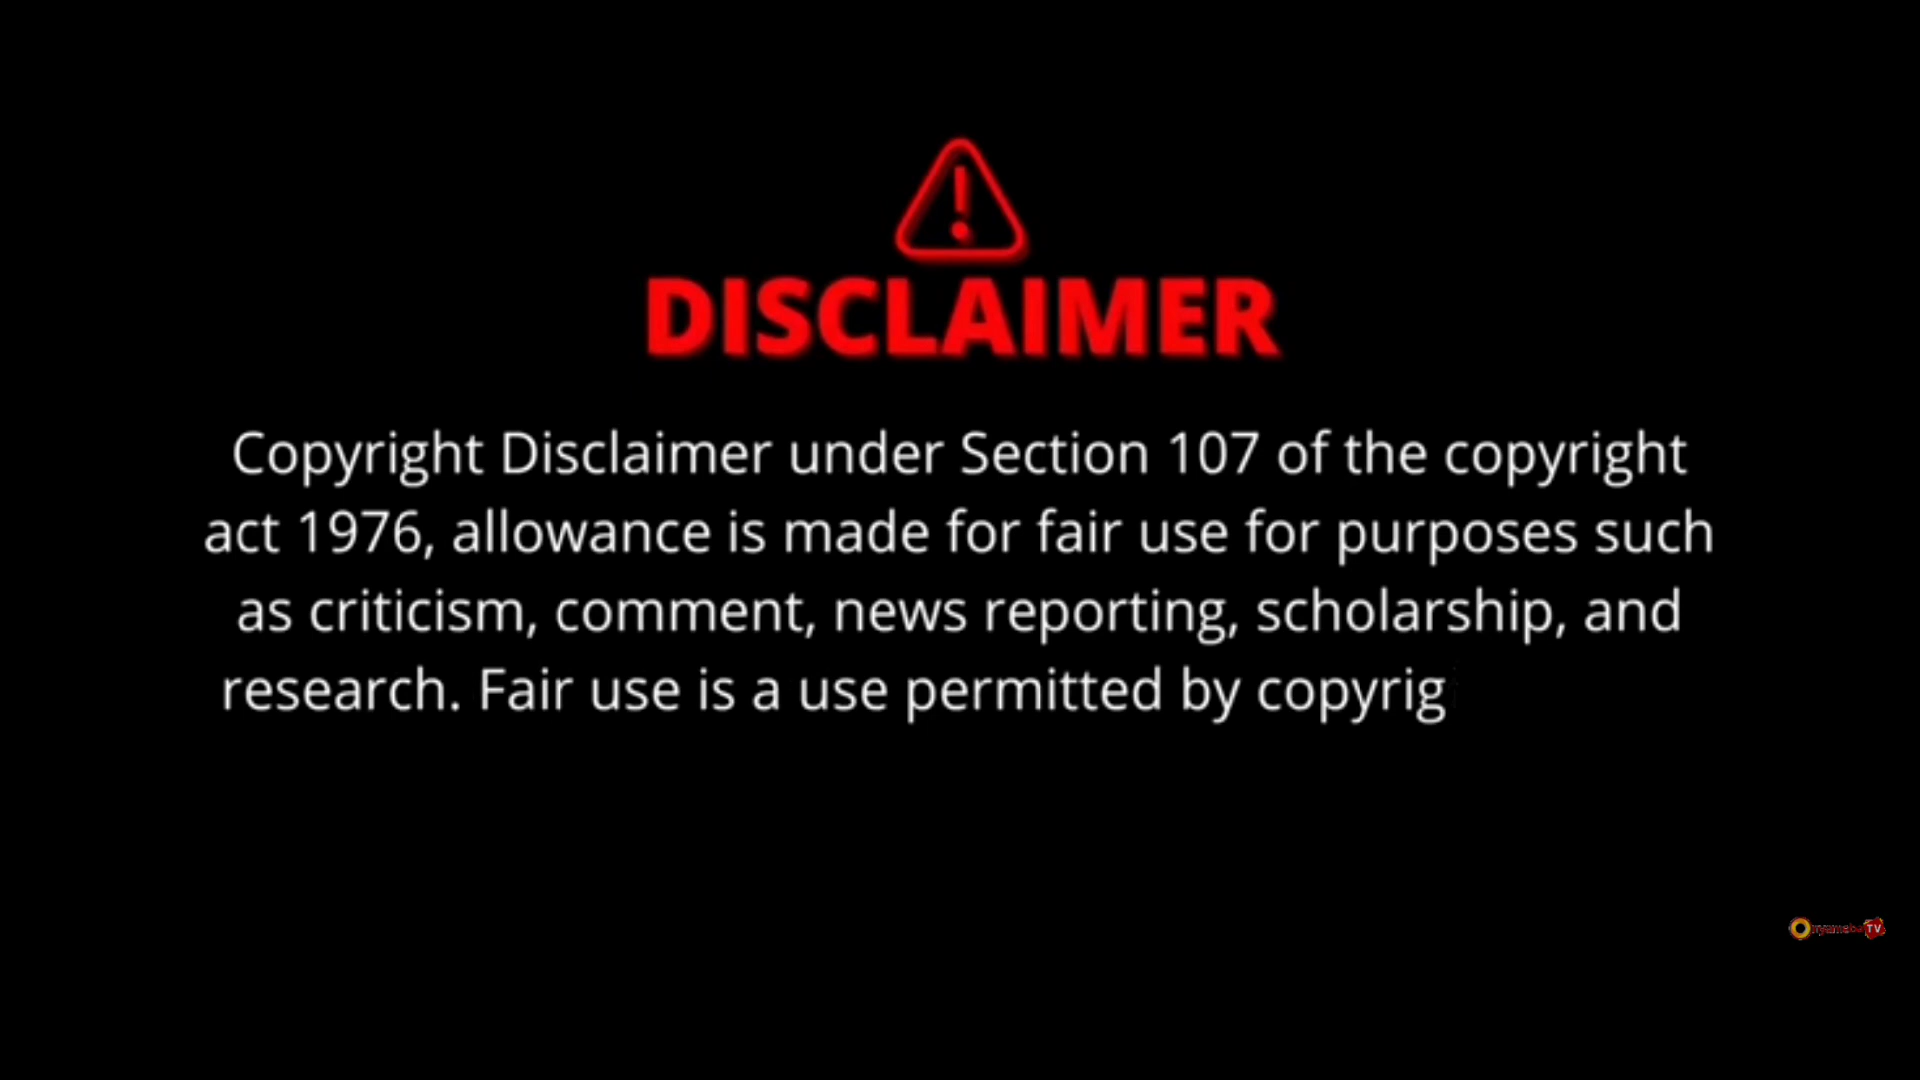 DISCLAIMER
Copyright Disclaimer under Section 107 of the copyright
act 1976, allowance is made for fair use for purposes such
as criticism, comment, news reporting, scholarship, and
research. Fair use is a use permitted by copyrig
TV